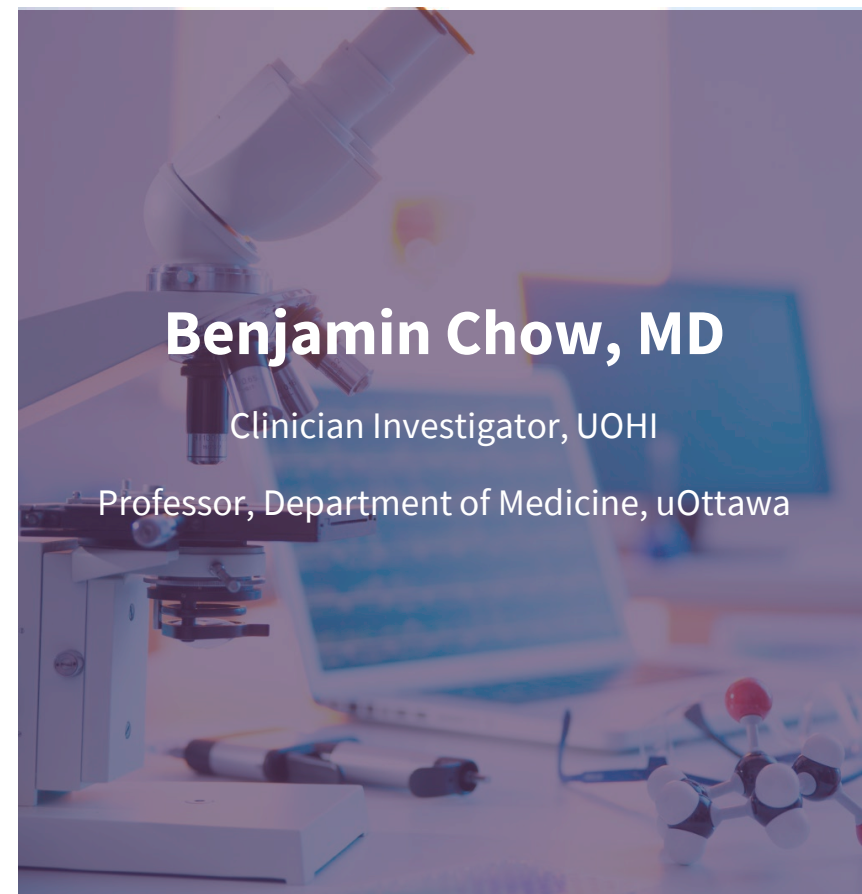 Benjamin Chow, MD
Clinician Investigator, UOHI
Professor, Department of Medicine, uOttawa